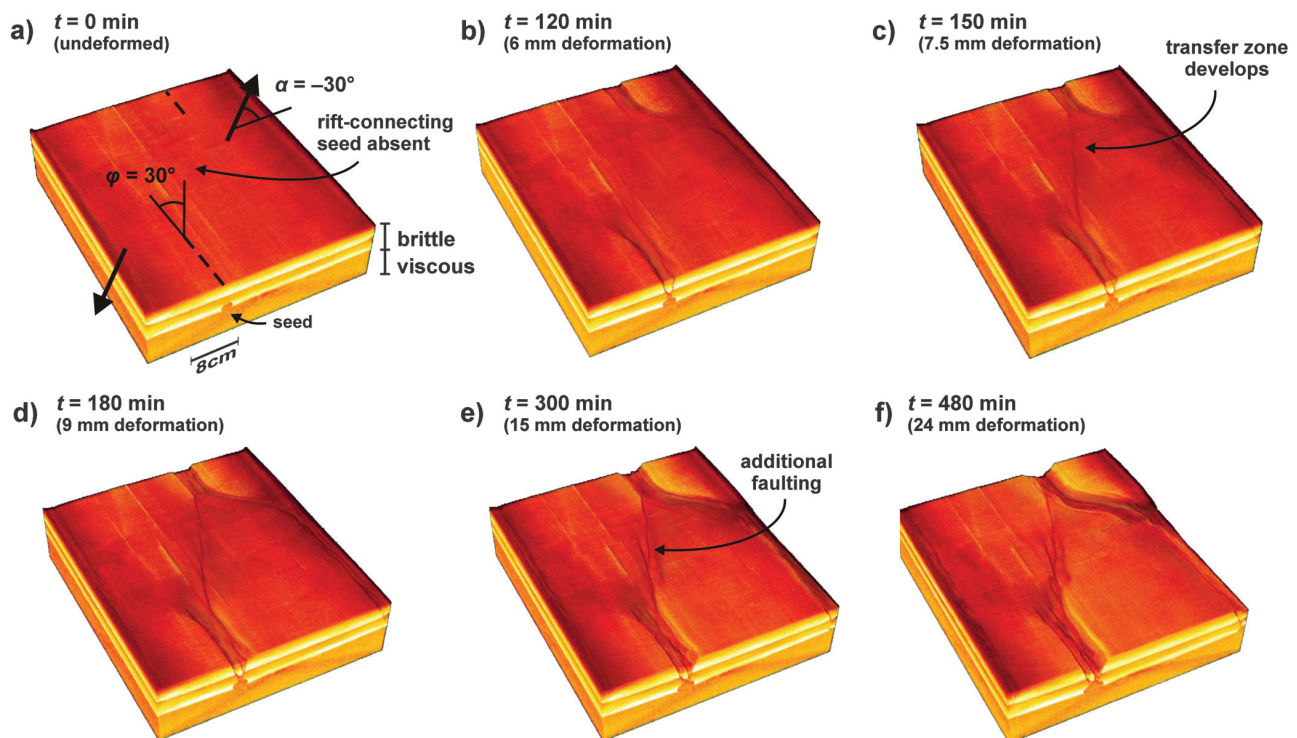 a)
t = 0 min
(undeformed)
α = –30°
rift-connecting
seed absent
φ = 30°
brittle
viscous
seed
8cm
b)
t = 120 min
(6 mm deformation)
c)
t = 150 min
(7.5 mm deformation)
transfer zone
develops
d)
t = 180 min
(9 mm deformation)
e)
t = 300 min
(15 mm deformation)
additional
faulting
f)
t = 480 min
(24 mm deformation)